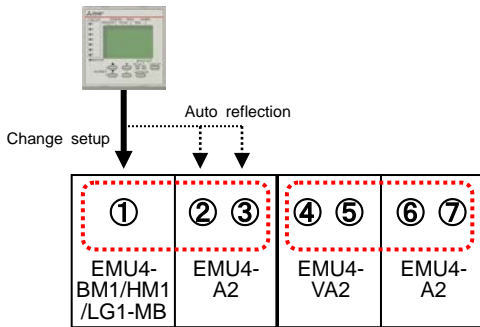 Auto reflection
Change setup
① ② ③ ④ ⑤ ⑥ ⑦
EMU4- EMU4- EMU4- EMU4-
BM1/HM1 A2 VA2 A2
/LG1-MB